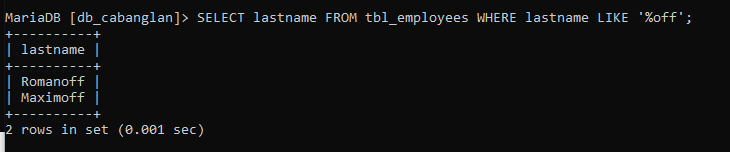 MariaDB [db_cabanglan]> SELECT lastname FROM tbl_employees WHERE lastname LIKE '%off';
+----------+
| lastname |
+----------+
| Romanoff |
| Maximoff |
+----------+
2 rows in set (0.001 sec)